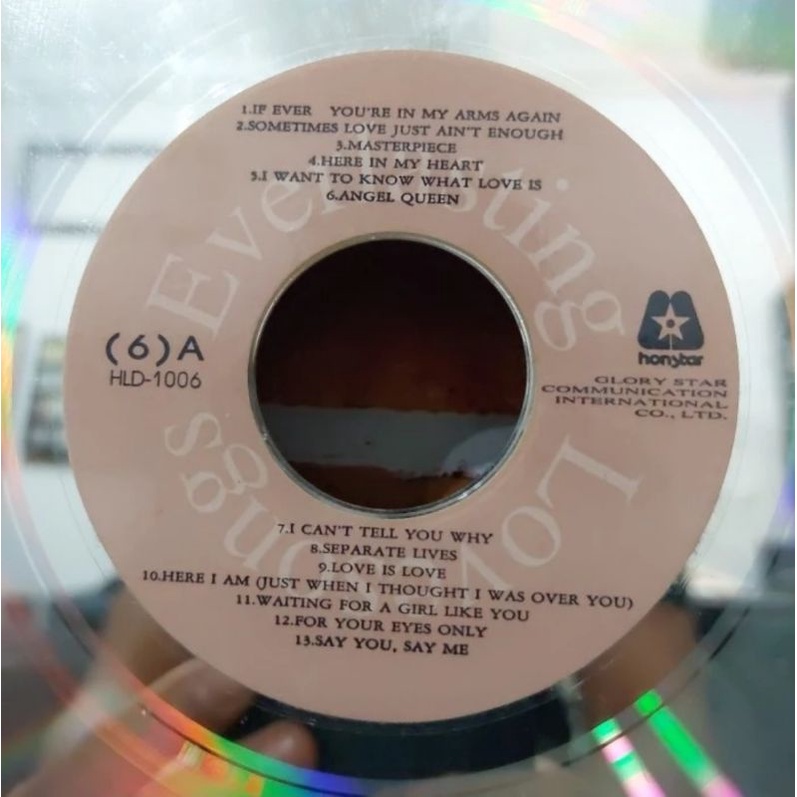 1.IF EVER YOU'RE IN MY ARMS AGAIN
2.SOMETIMES LOVE JUST AIN'T ENOUGH
3.MASTERPIECE
4.HERE IN MY HEART
5.I WANT TO KNOW WHAT LOVE IS
6.ANGEL QUEEN
Everlasting
(6)A
HLD-1006
honstar
GLORY STAR
COMMUNICATION
INTERNATIONAL
CO., LTD.
Love Songs
7.I CAN'T TELL YOU WHY
8.SEPARATE LIVES
9.LOVE IS LOVE
10.HERE I AM (JUST WHEN I THOUGHT I WAS OVER YOU)
11.WAITING FOR A GIRL LIKE YOU
12.FOR YOUR EYES ONLY
13.SAY YOU, SAY ME